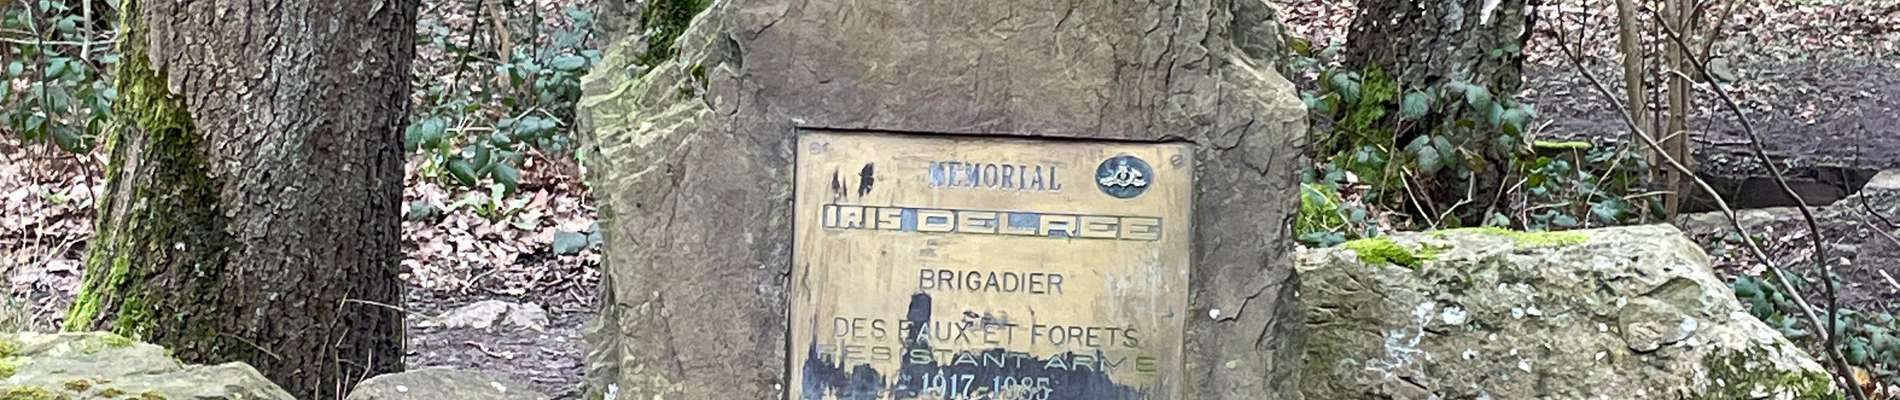 MEMORIAL
IRIS DELREE
BRIGADIER
DES EAUX ET FORETS
RESISTANT ARME
1917-1985